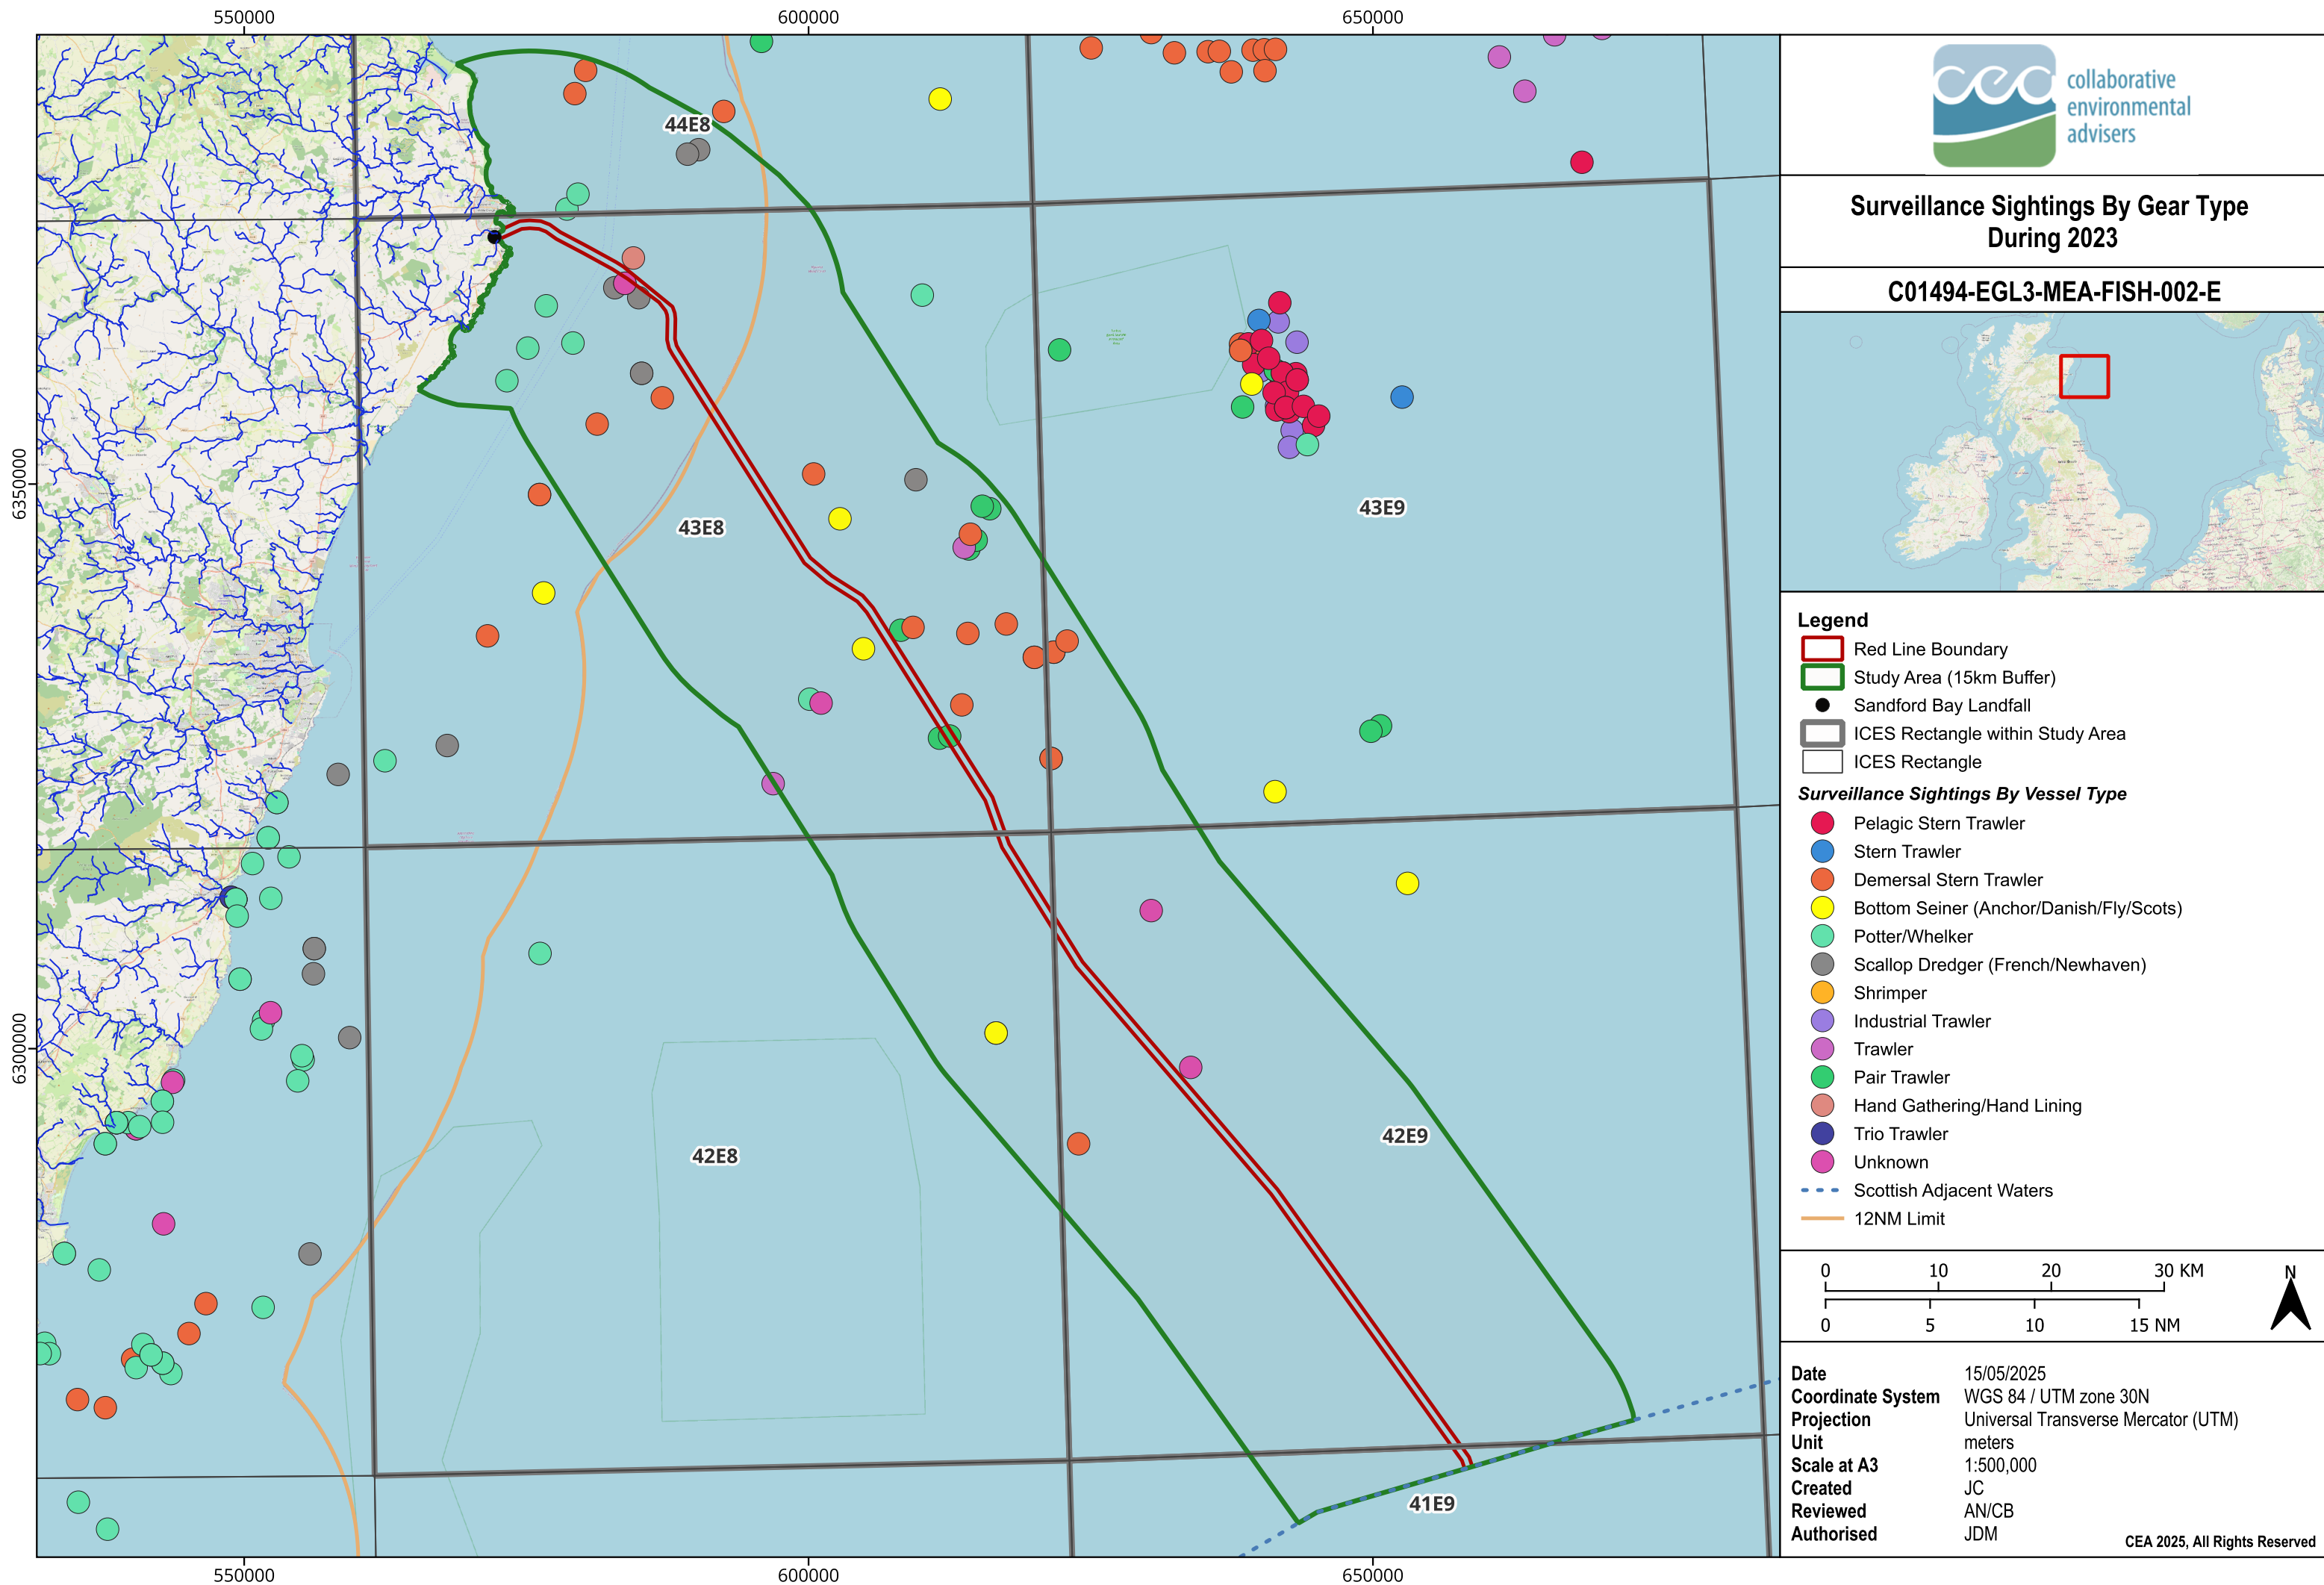 550000
600000
650000
6350000
6300000
44E8
43E8
43E9
42E8
42E9
41E9
550000
600000
650000
cea collaborative
environmental
advisers
Surveillance Sightings By Gear Type
During 2023
C01494-EGL3-MEA-FISH-002-E
Legend
Red Line Boundary
Study Area (15km Buffer)
Sandford Bay Landfall
ICES Rectangle within Study Area
ICES Rectangle
Surveillance Sightings By Vessel Type
Pelagic Stern Trawler
Stern Trawler
Demersal Stern Trawler
Bottom Seiner (Anchor/Danish/Fly/Scots)
Potter/Whelker
Scallop Dredger (French/Newhaven)
Shrimper
Industrial Trawler
Trawler
Pair Trawler
Hand Gathering/Hand Lining
Trio Trawler
Unknown
Scottish Adjacent Waters
12NM Limit
0 10 20 30 KM
0 5 10 15 NM
N
Date 15/05/2025
Coordinate System WGS 84 / UTM zone 30N
Projection Universal Transverse Mercator (UTM)
Unit meters
Scale at A3 1:500,000
Created JC
Reviewed AN/CB
Authorised JDM
CEA 2025, All Rights Reserved